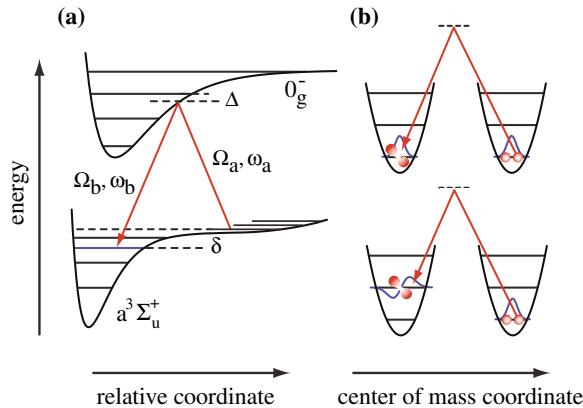 (a)
(b)
energy
0g⁻
Δ
Ωb, ωb
Ωa, ωa
δ
a³Σu⁺
relative coordinate
center of mass coordinate